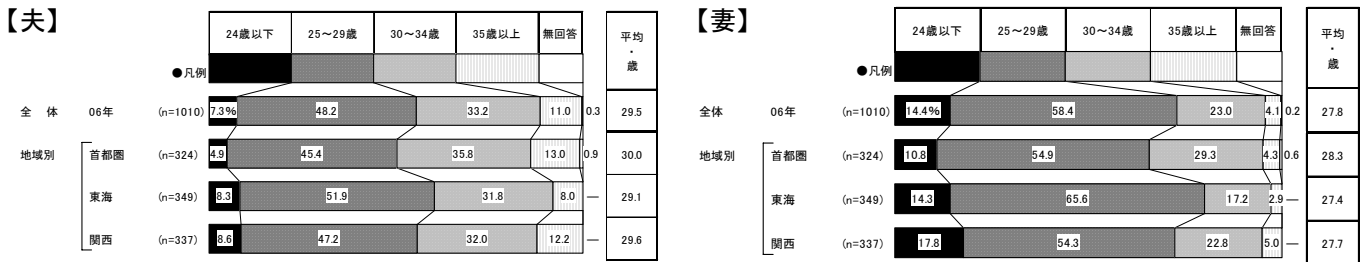 【夫】
24歳以下 25～29歳 30～34歳 35歳以上 無回答 平均・歳
●凡例
全 体 06年 (n=1010) 7.3% 48.2 33.2 11.0 0.3 29.5
地域別 首都圏 (n=324) 4.9 45.4 35.8 13.0 0.9 30.0
東海 (n=349) 8.3 51.9 31.8 8.0 — 29.1
関西 (n=337) 8.6 47.2 32.0 12.2 — 29.6
【妻】
24歳以下 25～29歳 30～34歳 35歳以上 無回答 平均・歳
●凡例
全体 06年 (n=1010) 14.4% 58.4 23.0 4.1 0.2 27.8
地域別 首都圏 (n=324) 10.8 54.9 29.3 4.3 0.6 28.3
東海 (n=349) 14.3 65.6 17.2 2.9 — 27.4
関西 (n=337) 17.8 54.3 22.8 5.0 — 27.7